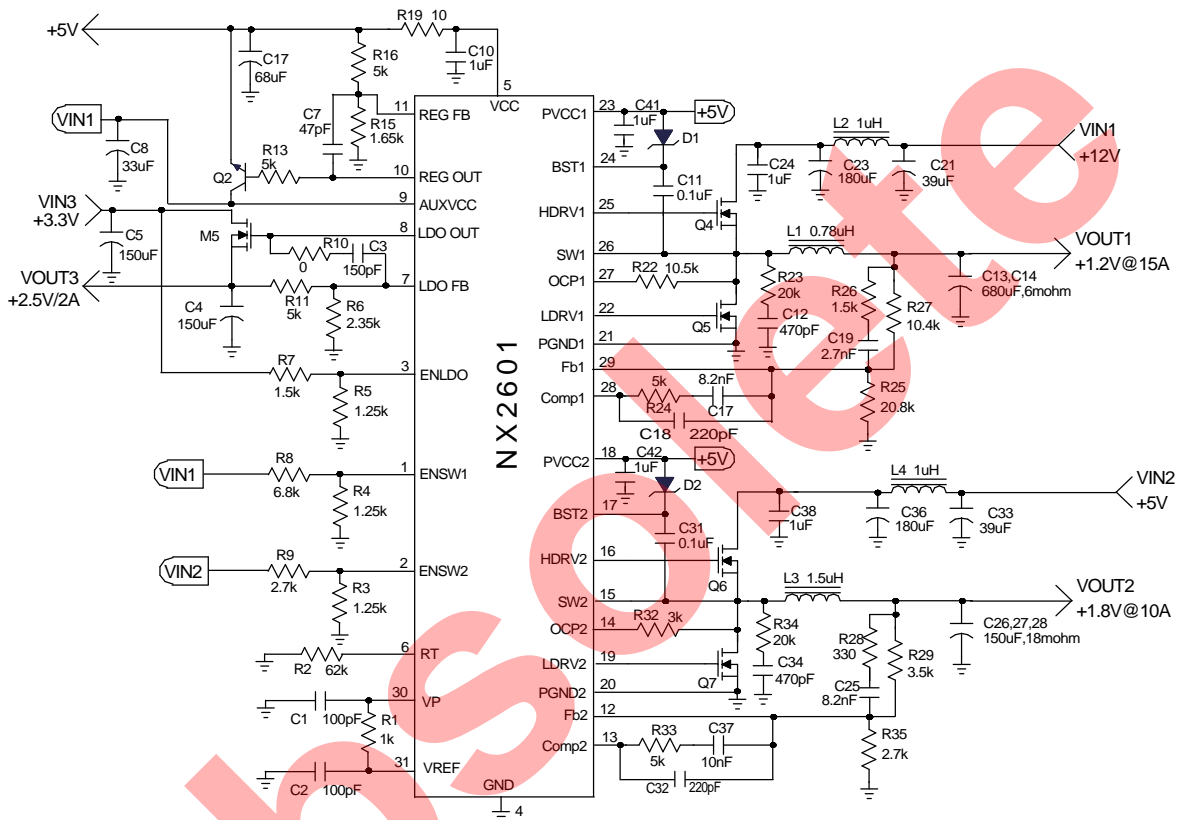 +5V
R19 10
C17
68uF
R16
5k
C10
1uF
5
VCC
VIN1
C8
33uF
C7
47pF
R15
1.65k
11 REG FB
R13
5k
Q2
10 REG OUT
9 AUXVCC
VIN3
+3.3V
C5
150uF
M5
8 LDO OUT
R10
0
C3
150pF
VOUT3
+2.5V/2A
7 LDO FB
C4
150uF
R11
5k
R6
2.35k
R7
1.5k
3 ENLDO
R5
1.25k
VIN1
R8
6.8k
1 ENSW1
R4
1.25k
VIN2
R9
2.7k
2 ENSW2
R3
1.25k
R2 62k
6 RT
C1 100pF
30 VP
R1
1k
C2 100pF
31 VREF
GND
4
NX2601
PVCC1 23
C41
1uF
+5V
D1
BST1 24
C11
0.1uF
HDRV1 25
Q4
C24
1uF
C23
180uF
L2 1uH
C21
39uF
VIN1
+12V
SW1 26
L1 0.78uH
VOUT1
+1.2V@15A
OCP1 27
R22 10.5k
R23
20k
C12
470pF
R26
1.5k
C19
2.7nF
R27
10.4k
C13,C14
680uF,6mohm
LDRV1 22
Q5
PGND1 21
Fb1 29
Comp1 28
5k
R24
8.2nF
C17
C18 220pF
R25
20.8k
PVCC2 18
C42
1uF
+5V
D2
BST2 17
C31
0.1uF
HDRV2 16
Q6
C38
1uF
C36
180uF
L4 1uH
C33
39uF
VIN2
+5V
SW2 15
L3 1.5uH
VOUT2
+1.8V@10A
OCP2 14
R32 3k
R34
20k
C34
470pF
R28
330
C25
8.2nF
R29
3.5k
C26,27,28
150uF,18mohm
LDRV2 19
Q7
PGND2 20
Fb2 12
Comp2 13
R33
5k
C37
10nF
C32 220pF
R35
2.7k
bsolete